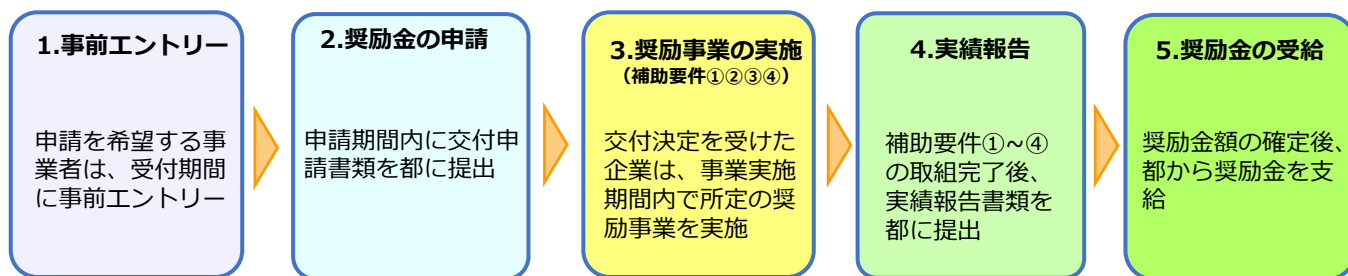 1.事前エントリー
申請を希望する事
業者は、受付期間
に事前エントリー
2.奨励金の申請
申請期間内に交付申
請書類を都に提出
3.奨励事業の実施
（補助要件①②③④）
交付決定を受けた
企業は、事業実施
期間内で所定の奨
励事業を実施
4.実績報告
補助要件①~④
の取組完了後、
実績報告書類を
都に提出
5.奨励金の受給
奨励金額の確定後、
都から奨励金を支
給